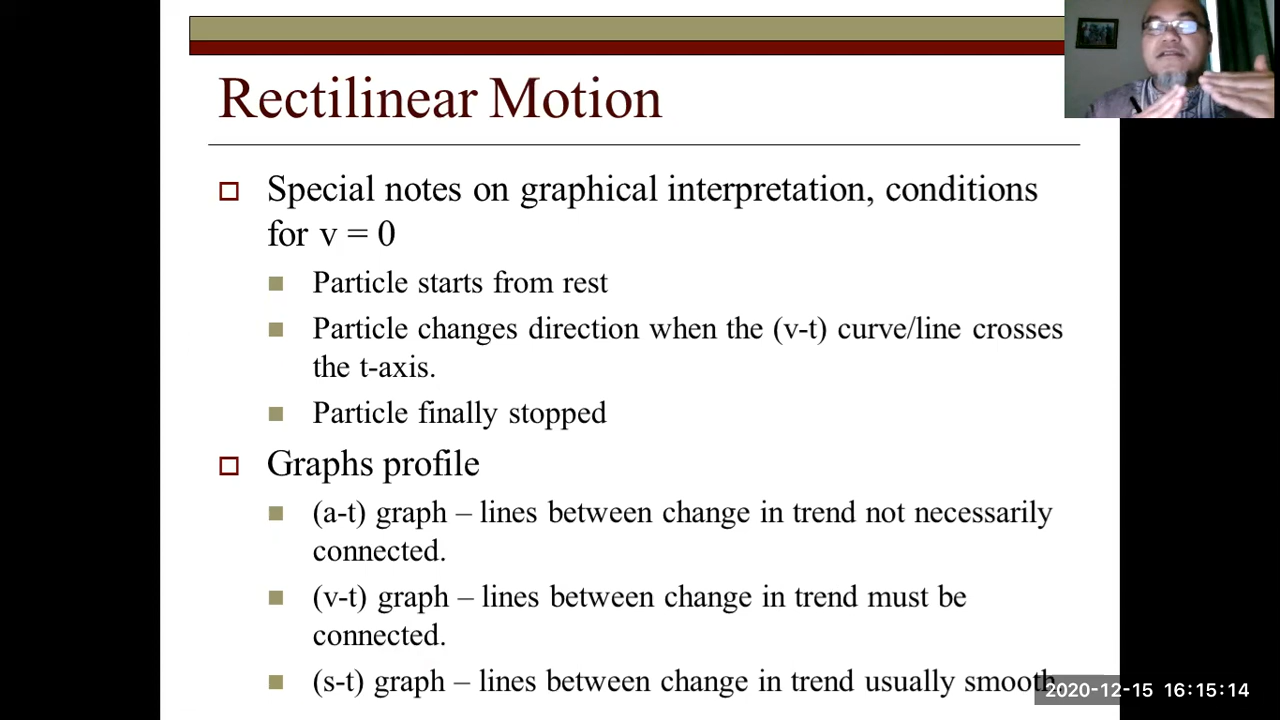 Rectilinear Motion
Special notes on graphical interpretation, conditions
for v = 0
Particle starts from rest
Particle changes direction when the (v-t) curve/line crosses
the t-axis.
Particle finally stopped
Graphs profile
(a-t) graph – lines between change in trend not necessarily
connected.
(v-t) graph – lines between change in trend must be
connected.
(s-t) graph – lines between change in trend usually smooth.
2020-12-15 16:15:14